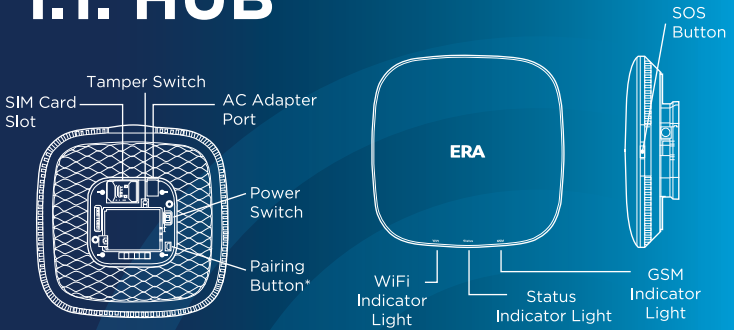 1.1. HUB
SOS
Button
Tamper Switch
SIM Card
Slot
AC Adapter
Port
ERA
Power
Switch
Pairing
Button*
WiFi
Indicator
Light
Status
Indicator Light
GSM
Indicator
Light
Status